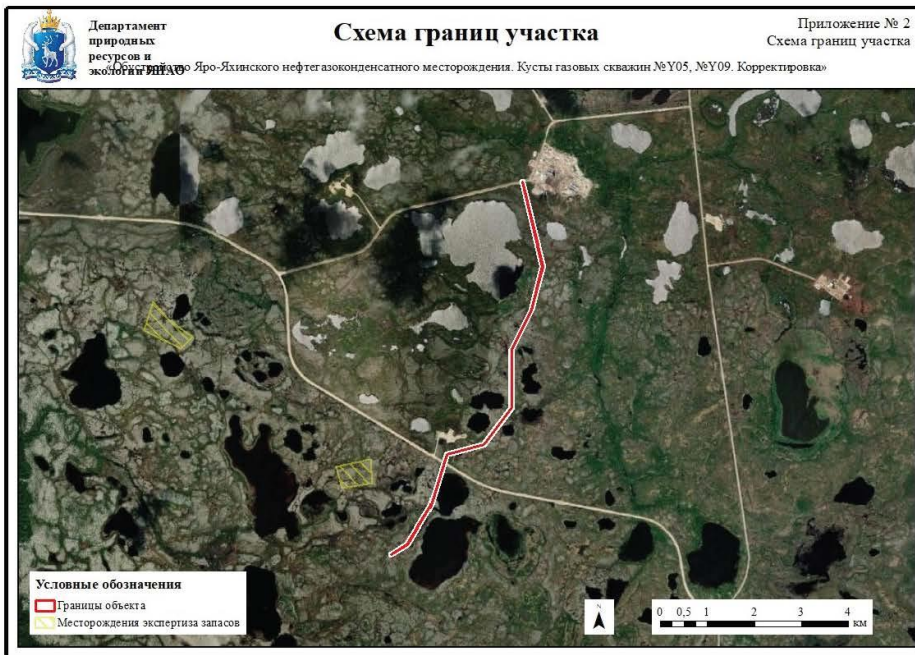 Департамент
природных
ресурсов и
экологии ЯНАО
Схема границ участка
Приложение № 2
Схема границ участка
«Обустройство Яро-Яхинского нефтегазоконденсатного месторождения. Кусты газовых скважин №Y05, №Y09. Корректировка»
Условные обозначения
Границы объекта
Месторождения экспертиза запасов
N
0 0,5 1 2 3 4
км